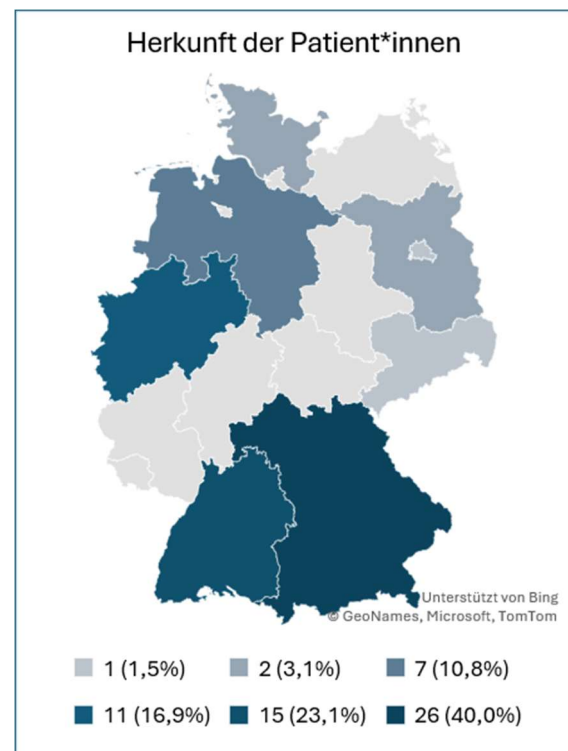 Herkunft der Patient*innen
Unterstützt von Bing
© GeoNames, Microsoft, TomTom
1 (1,5%) 2 (3,1%) 7 (10,8%)
11 (16,9%) 15 (23,1%) 26 (40,0%)